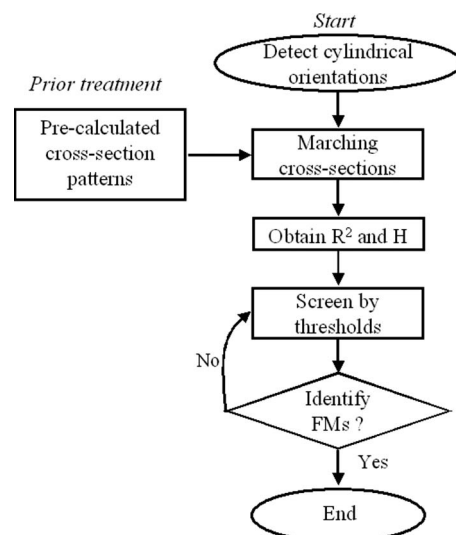 Start
Detect cylindrical
orientations
Prior treatment
Pre-calculated
cross-section
patterns
Marching
cross-sections
Obtain R² and H
Screen by
thresholds
No
Identify
FMs ?
Yes
End